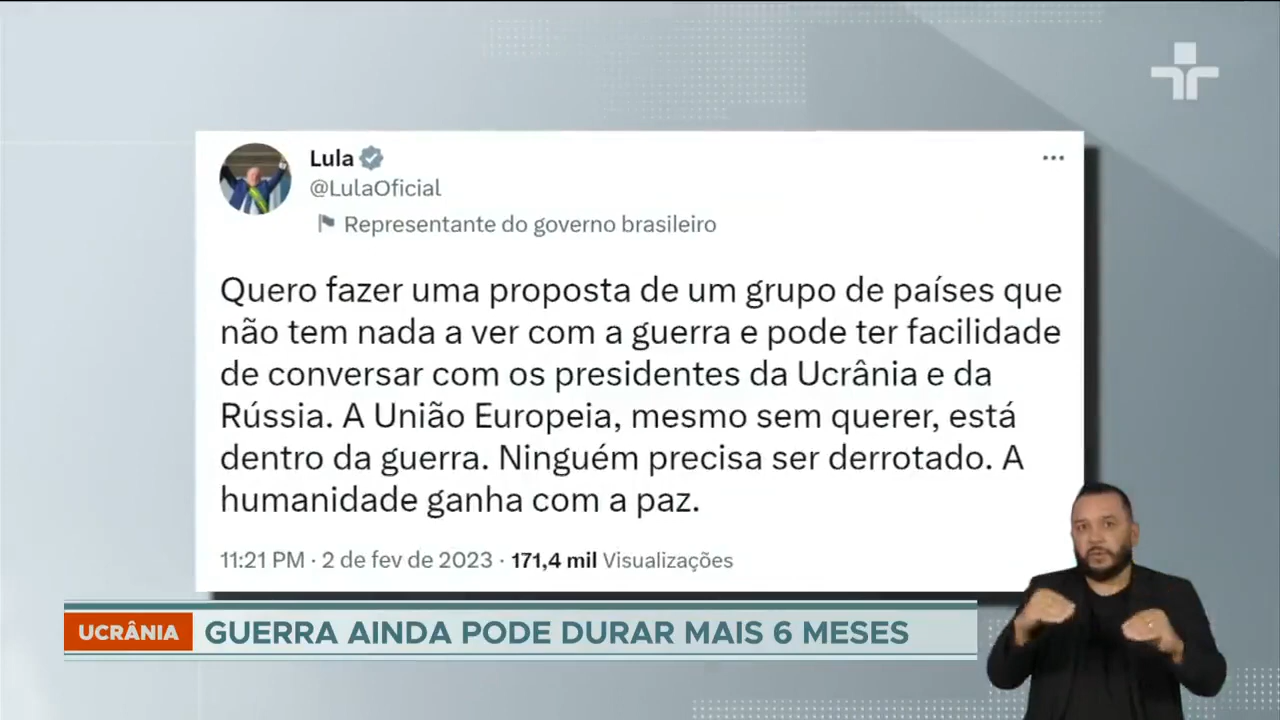 Lula
@LulaOficial
Representante do governo brasileiro
Quero fazer uma proposta de um grupo de países que
não tem nada a ver com a guerra e pode ter facilidade
de conversar com os presidentes da Ucrânia e da
Rússia. A União Europeia, mesmo sem querer, está
dentro da guerra. Ninguém precisa ser derrotado. A
humanidade ganha com a paz.
11:21 PM · 2 de fev de 2023 · 171,4 mil Visualizações
UCRÂNIA GUERRA AINDA PODE DURAR MAIS 6 MESES